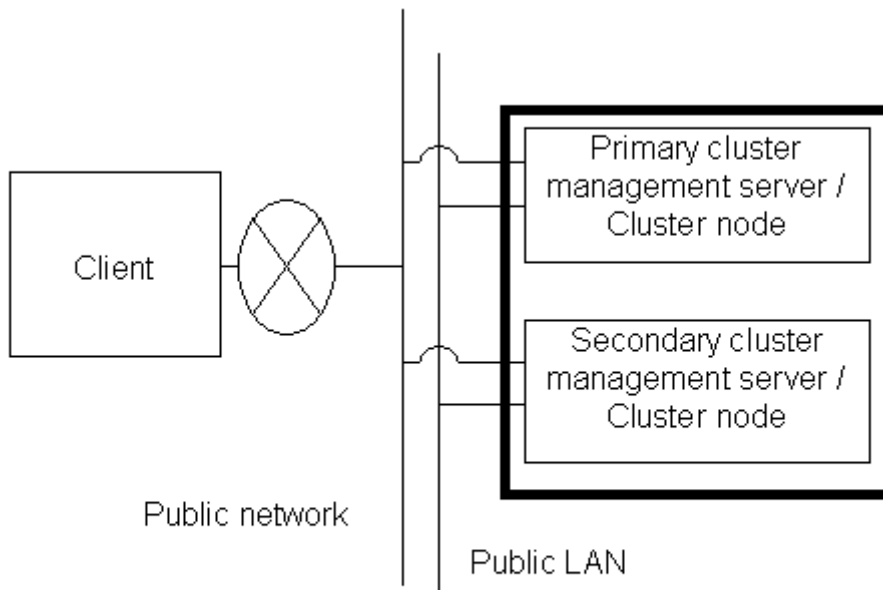 Primary cluster
management server /
Cluster node
Client
Secondary cluster
management server /
Cluster node
Public network
Public LAN